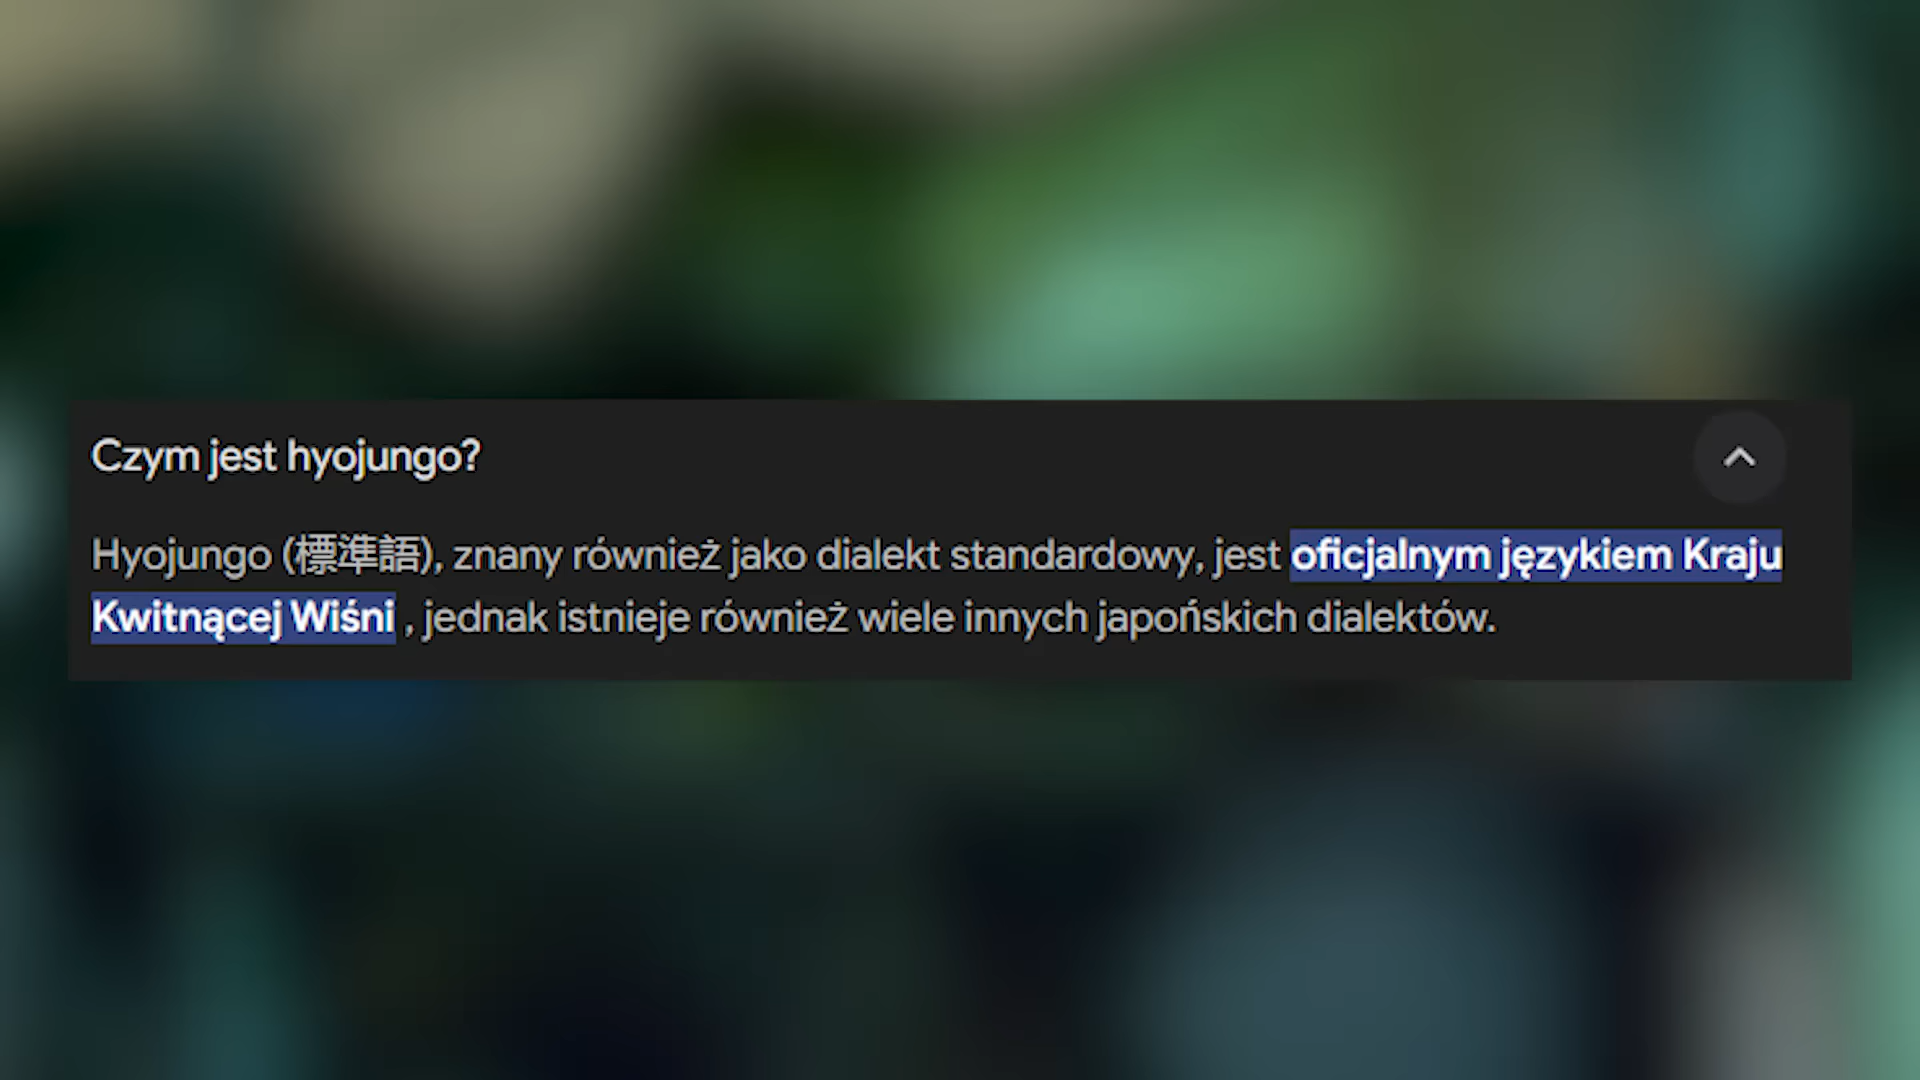 Czym jest hyojungo?
Hyojungo (標準語), znany również jako dialekt standardowy, jest oficjalnym językiem Kraju
Kwitnącej Wiśni , jednak istnieje również wiele innych japońskich dialektów.